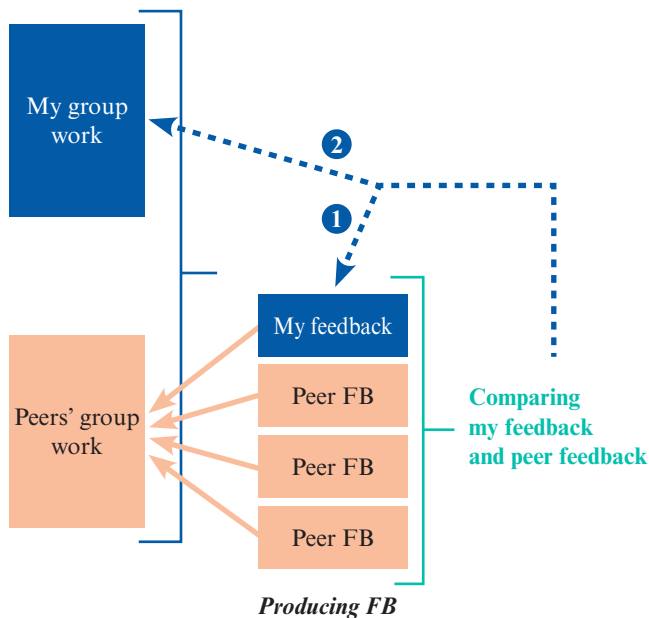 My group
work
2
1
My feedback
Peer FB
Peers’ group
work
Peer FB
Peer FB
Comparing
my feedback
and peer feedback
Producing FB